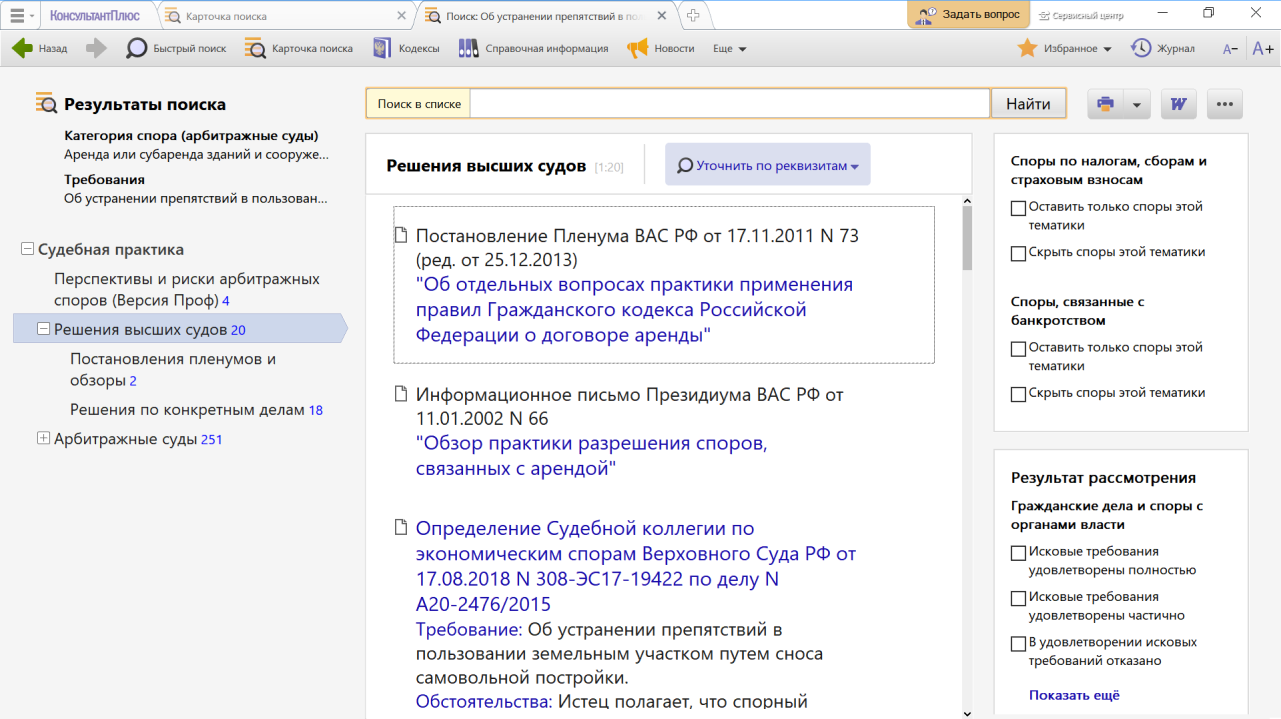 КонсультантПлюс
Карточка поиска
Поиск: Об устранении препятствий в
Задать вопрос
Сервисный центр
Назад
Быстрый поиск
Карточка поиска
Кодексы
Справочная информация
Новости
Еще
Избранное
Журнал
A−
A+
Результаты поиска
Категория спора (арбитражные суды)
Аренда или субаренда зданий и сооруже...
Требования
Об устранении препятствий в пользован...
Судебная практика
Перспективы и риски арбитражных
споров (Версия Проф) 4
Решения высших судов 20
Постановления пленумов и
обзоры 2
Решения по конкретным делам 18
Арбитражные суды 251
Поиск в списке
Найти
W
Решения высших судов [1:20]
Уточнить по реквизитам
Постановление Пленума ВАС РФ от 17.11.2011 N 73
(ред. от 25.12.2013)
"Об отдельных вопросах практики применения
правил Гражданского кодекса Российской
Федерации о договоре аренды"
Информационное письмо Президиума ВАС РФ от
11.01.2002 N 66
"Обзор практики разрешения споров,
связанных с арендой"
Определение Судебной коллегии по
экономическим спорам Верховного Суда РФ от
17.08.2018 N 308-ЭС17-19422 по делу N
А20-2476/2015
Требование: Об устранении препятствий в
пользовании земельным участком путем сноса
самовольной постройки.
Обстоятельства: Истец полагает, что спорный
Споры по налогам, сборам и
страховым взносам
Оставить только споры этой
тематики
Скрыть споры этой тематики
Споры, связанные с
банкротством
Оставить только споры этой
тематики
Скрыть споры этой тематики
Результат рассмотрения
Гражданские дела и споры с
органами власти
Исковые требования
удовлетворены полностью
Исковые требования
удовлетворены частично
В удовлетворении исковых
требований отказано
Показать ещё